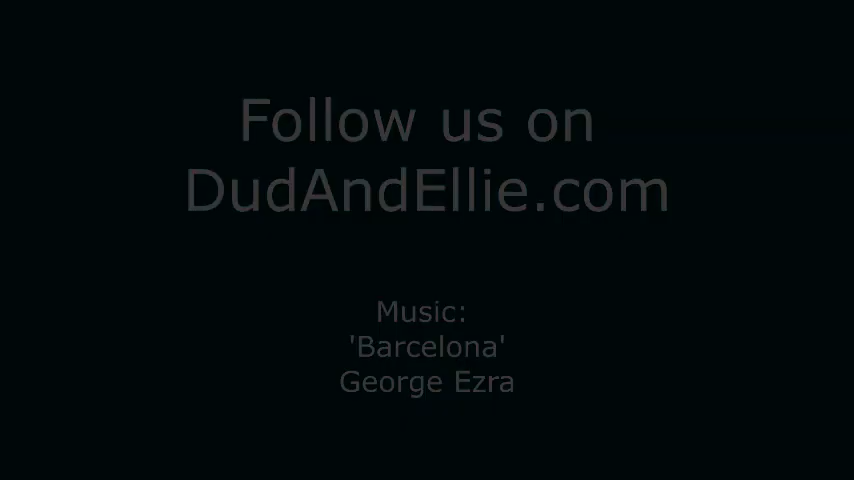 Follow us on
DudAndEllie.com
Music:
'Barcelona'
George Ezra